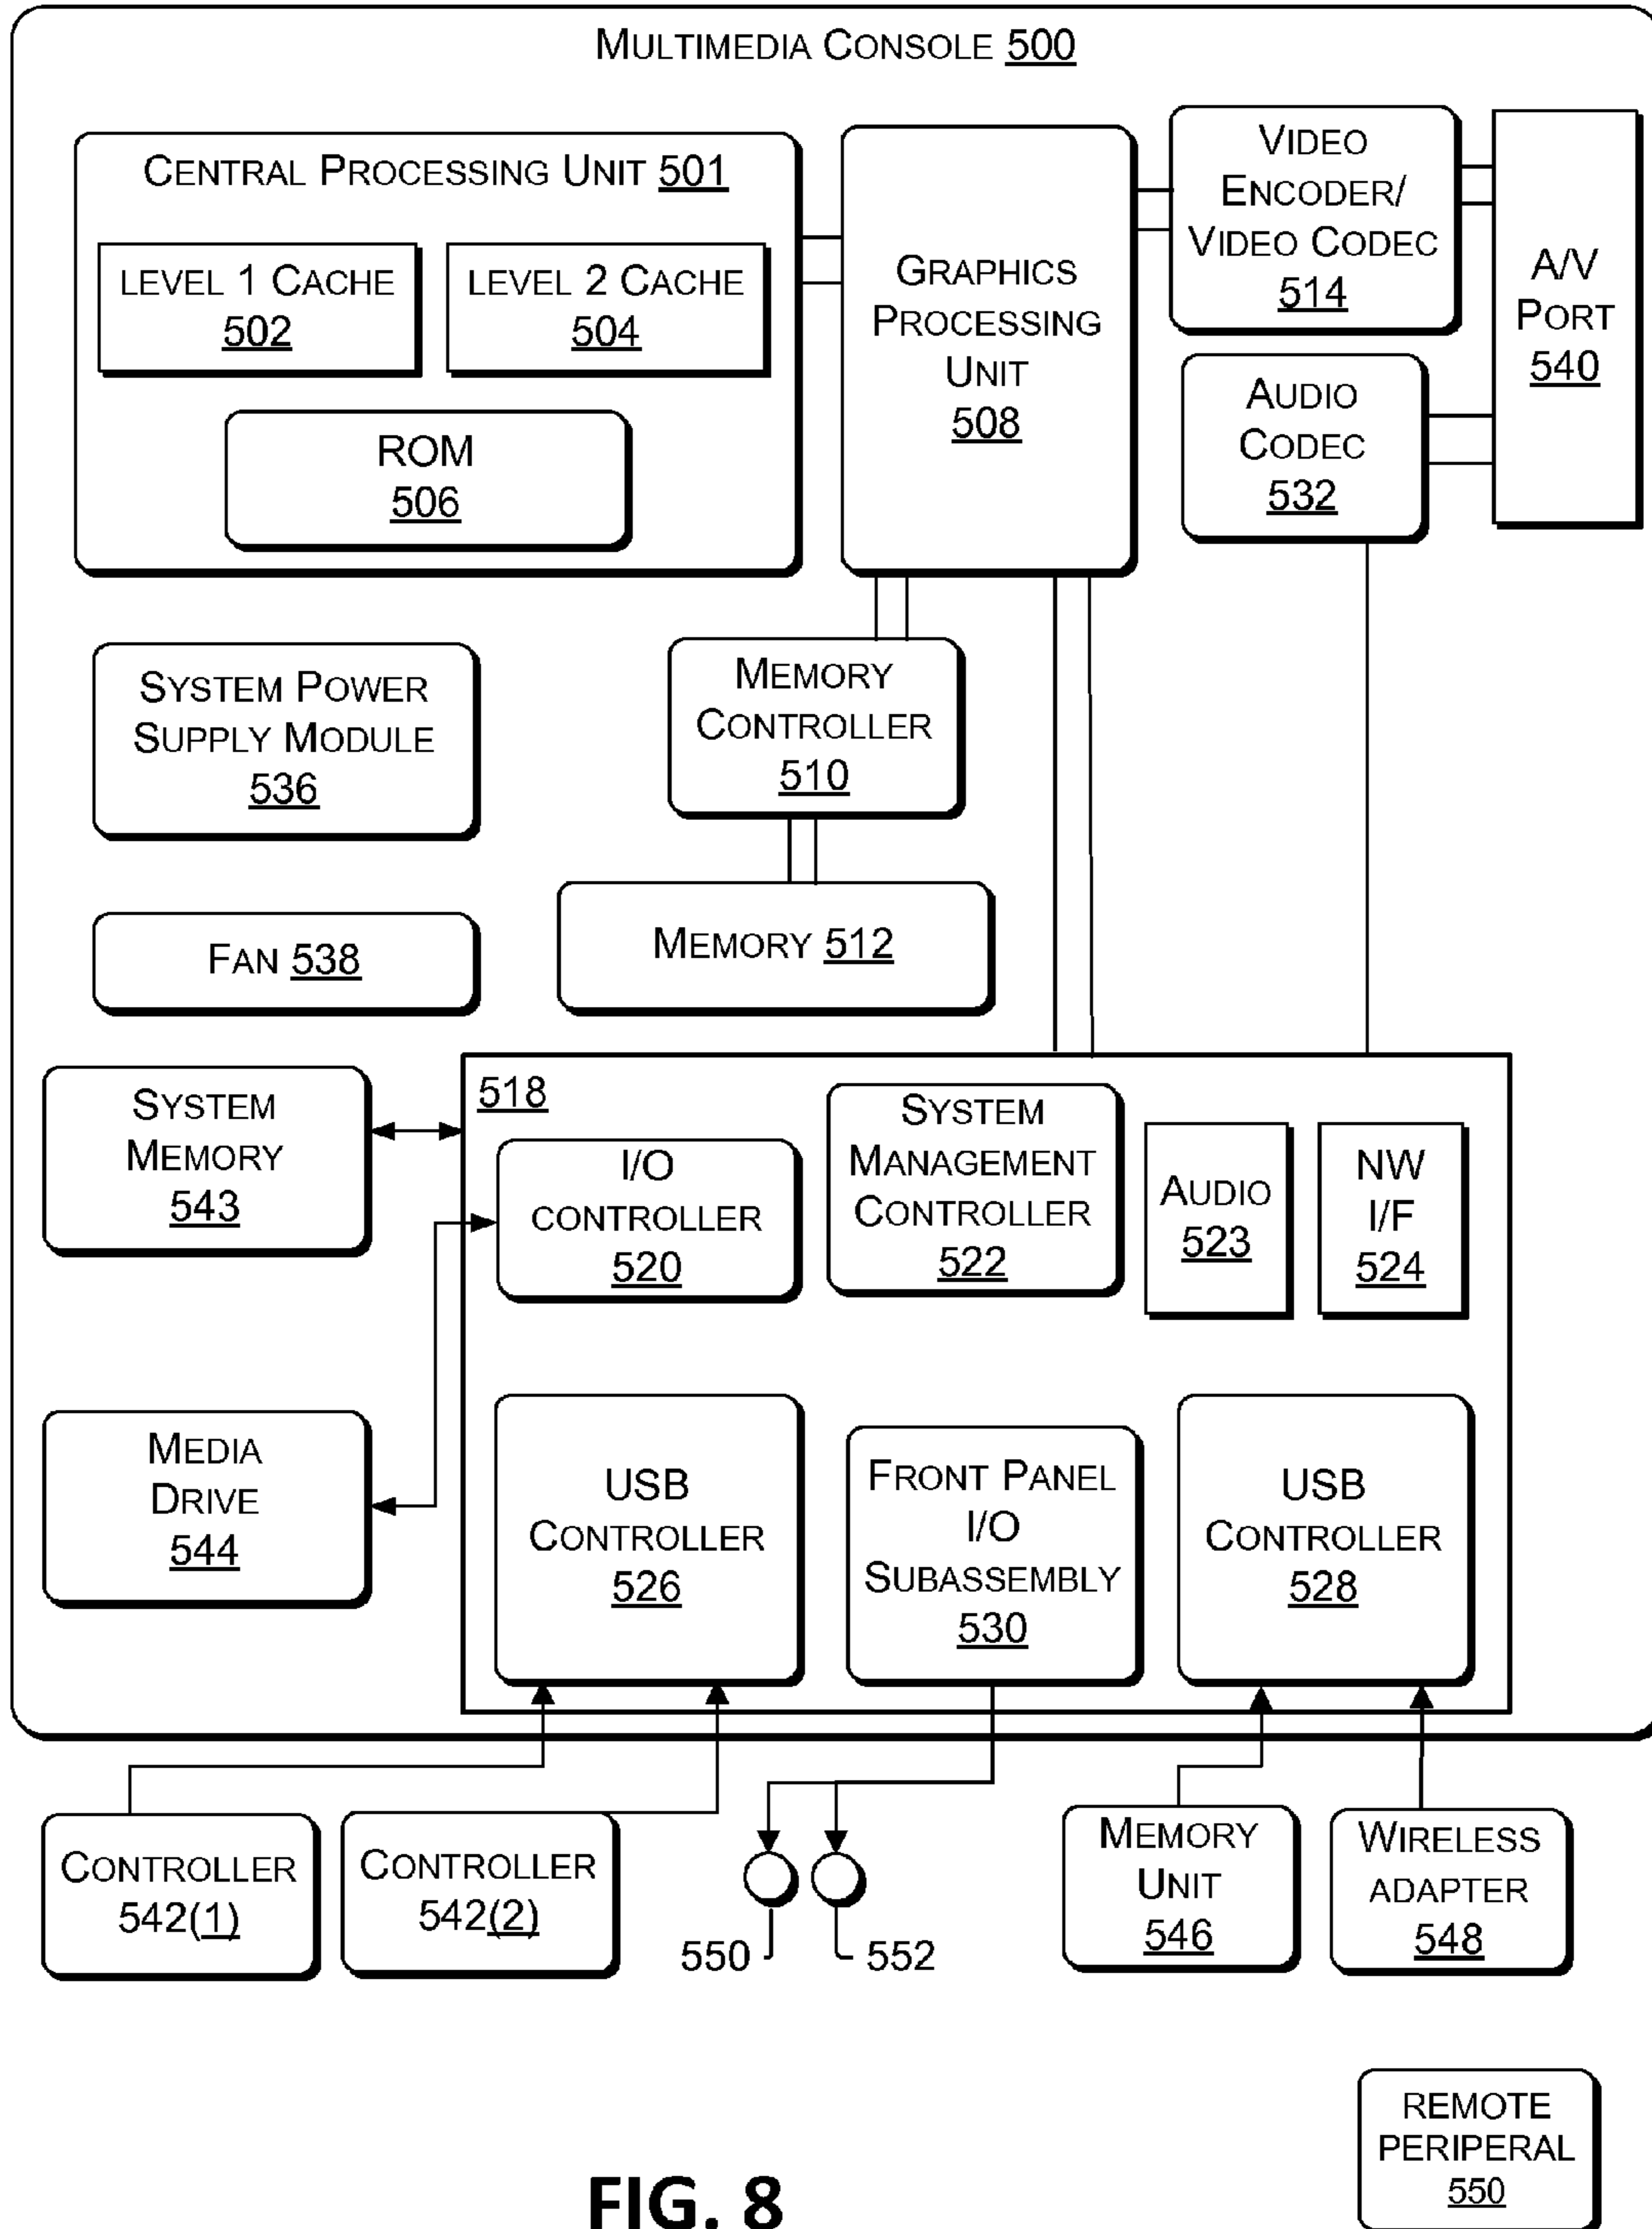 MULTIMEDIA CONSOLE 500
CENTRAL PROCESSING UNIT 501
LEVEL 1 CACHE
502
LEVEL 2 CACHE
504
ROM
506
GRAPHICS
PROCESSING
UNIT
508
VIDEO
ENCODER/
VIDEO CODEC
514
A/V
PORT
540
AUDIO
CODEC
532
SYSTEM POWER
SUPPLY MODULE
536
MEMORY
CONTROLLER
510
FAN 538
MEMORY 512
SYSTEM
MEMORY
543
518
I/O
CONTROLLER
520
SYSTEM
MANAGEMENT
CONTROLLER
522
AUDIO
523
NW
I/F
524
MEDIA
DRIVE
544
USB
CONTROLLER
526
FRONT PANEL
I/O
SUBASSEMBLY
530
USB
CONTROLLER
528
CONTROLLER
542(1)
CONTROLLER
542(2)
550
552
MEMORY
UNIT
546
WIRELESS
ADAPTER
548
REMOTE
PERIPERAL
550
FIG. 8